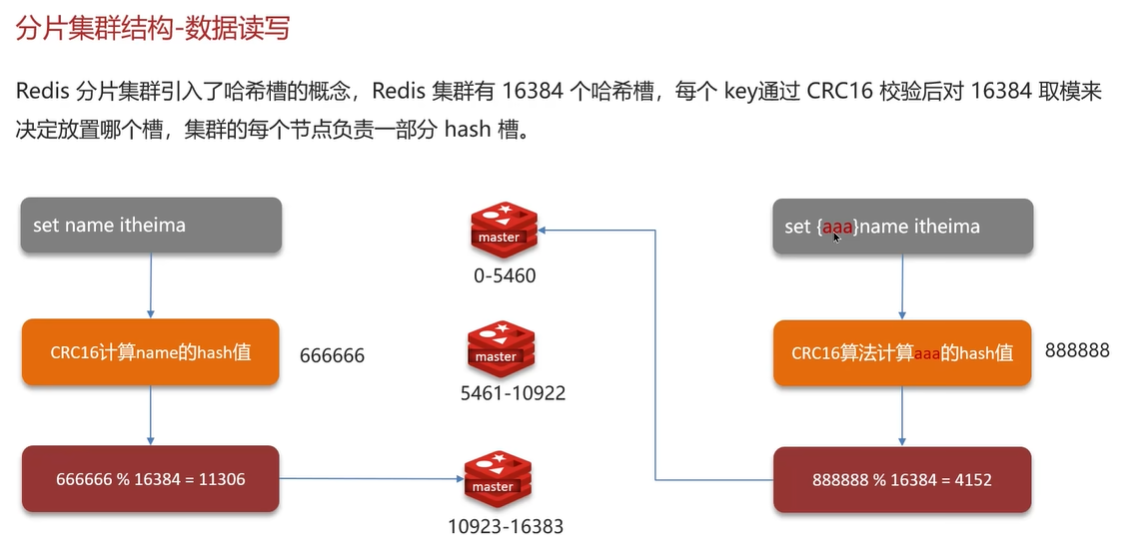 分片集群结构-数据读写
Redis 分片集群引入了哈希槽的概念，Redis 集群有 16384 个哈希槽，每个 key通过 CRC16 校验后对 16384 取模来
决定放置哪个槽，集群的每个节点负责一部分 hash 槽。
set name itheima
CRC16计算name的hash值
666666
666666 % 16384 = 11306
master
0-5460
master
5461-10922
master
10923-16383
set {aaa}name itheima
CRC16算法计算aaa的hash值
888888
888888 % 16384 = 4152